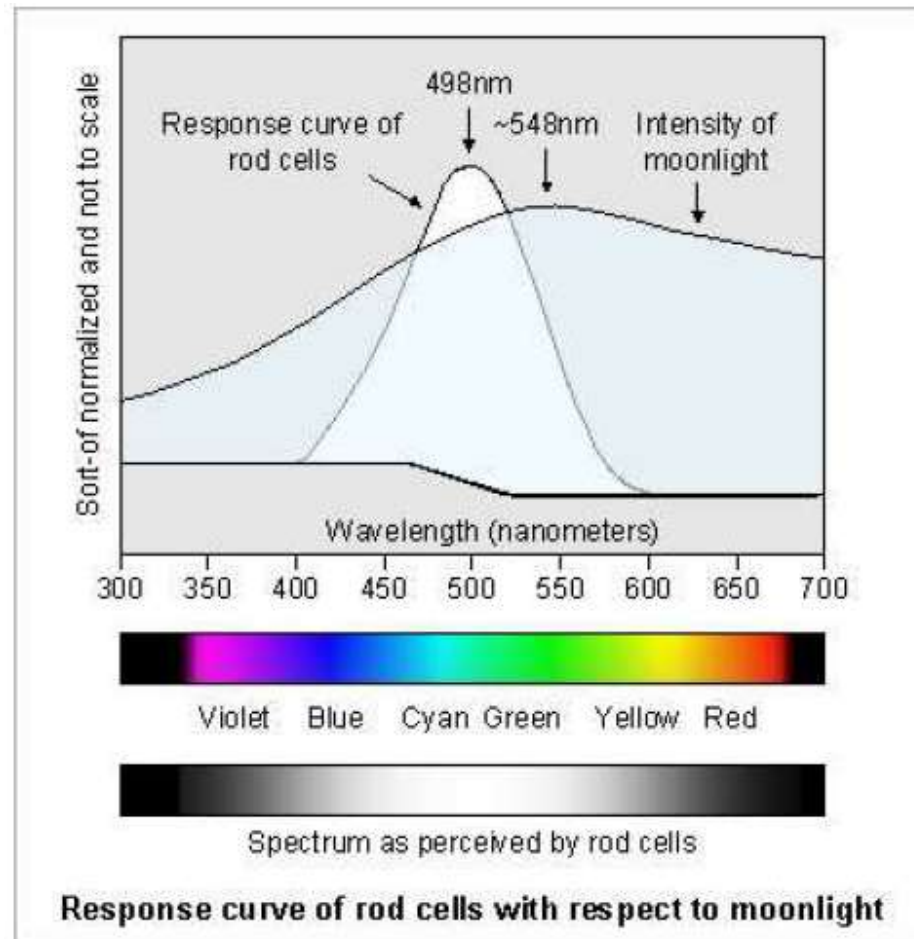 498nm
Response curve of
rod cells
~548nm
Intensity of
moonlight
Sort-of normalized and not to scale
Wavelength (nanometers)
300 350 400 450 500 550 600 650 700
Violet Blue Cyan Green Yellow Red
Spectrum as perceived by rod cells
Response curve of rod cells with respect to moonlight